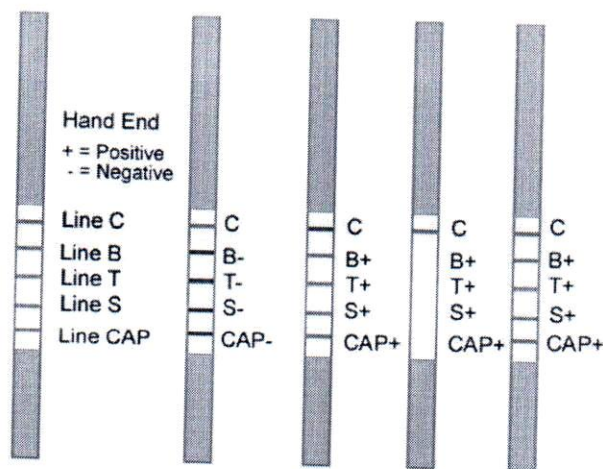 Hand End
+ = Positive
- = Negative
Line C
Line B
Line T
Line S
Line CAP
C
B-
T-
S-
CAP-
C
B+
T+
S+
CAP+
C
B+
T+
S+
CAP+
C
B+
T+
S+
CAP+